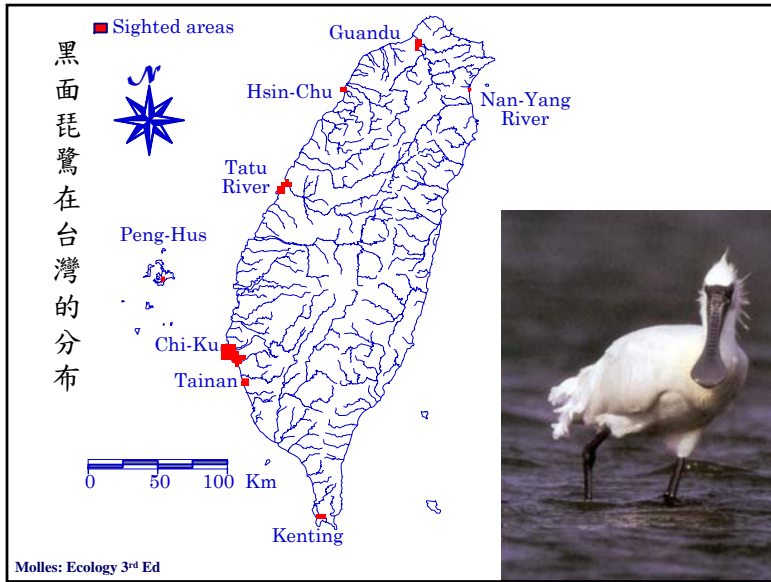 Sighted areas
黑面琵鷺在台灣的分布
N
Guandu
Hsin-Chu
Nan-Yang
River
Tatu
River
Peng-Hus
Chi-Ku
Tainan
0 50 100 Km
Kenting
Molles: Ecology 3rd Ed